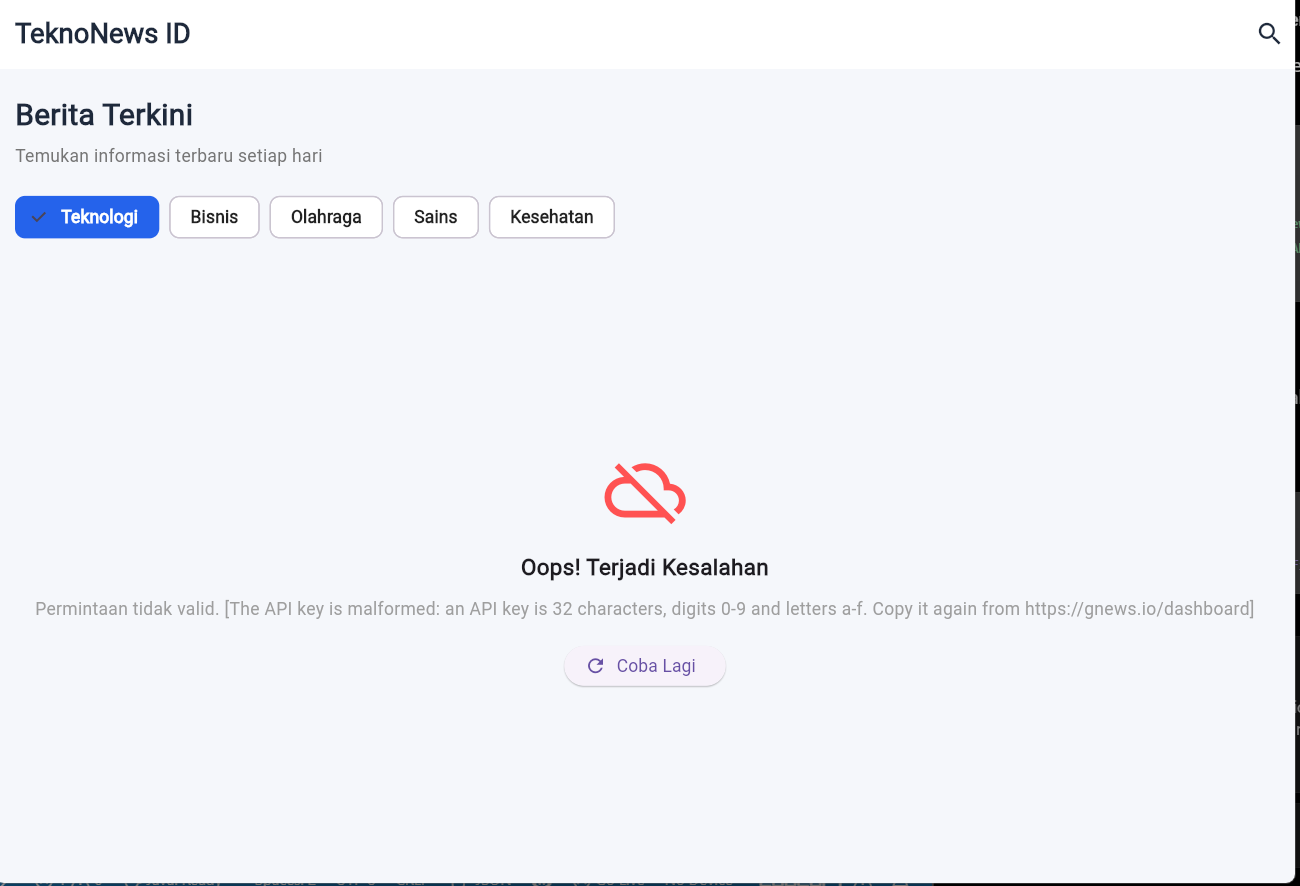 TeknoNews ID
Berita Terkini
Temukan informasi terbaru setiap hari
Teknologi
Bisnis
Olahraga
Sains
Kesehatan
Oops! Terjadi Kesalahan
Permintaan tidak valid. [The API key is malformed: an API key is 32 characters, digits 0-9 and letters a-f. Copy it again from https://gnews.io/dashboard]
Coba Lagi